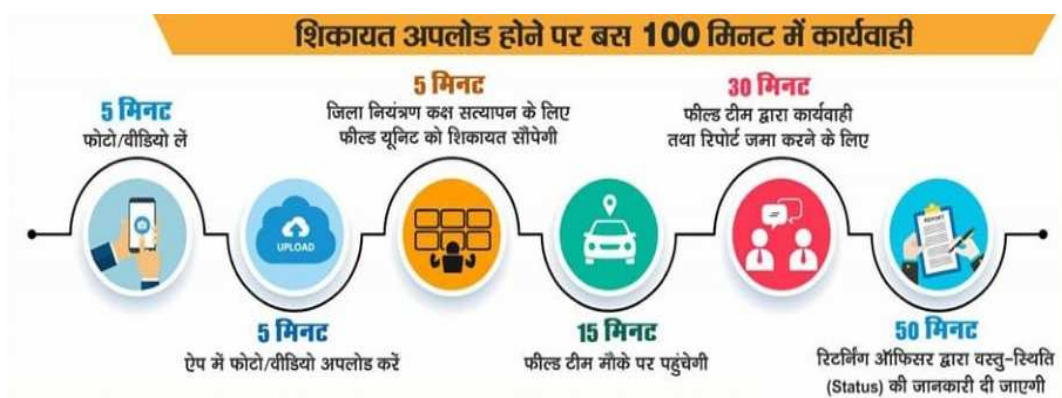 शिकायत अपलोड होने पर बस 100 मिनट में कार्यवाही
5 मिनट
फोटो/वीडियो लें
UPLOAD
5 मिनट
ऐप में फोटो/वीडियो अपलोड करें
5 मिनट
जिला नियंत्रण कक्ष सत्यापन के लिए
फील्ड यूनिट को शिकायत सौपेगी
15 मिनट
फील्ड टीम मौके पर पहुंचेगी
30 मिनट
फील्ड टीम द्वारा कार्यवाही
तथा रिपोर्ट जमा करने के लिए
REPORT
50 मिनट
रिटर्निंग ऑफिसर द्वारा वस्तु-स्थिति
(Status) की जानकारी दी जाएगी